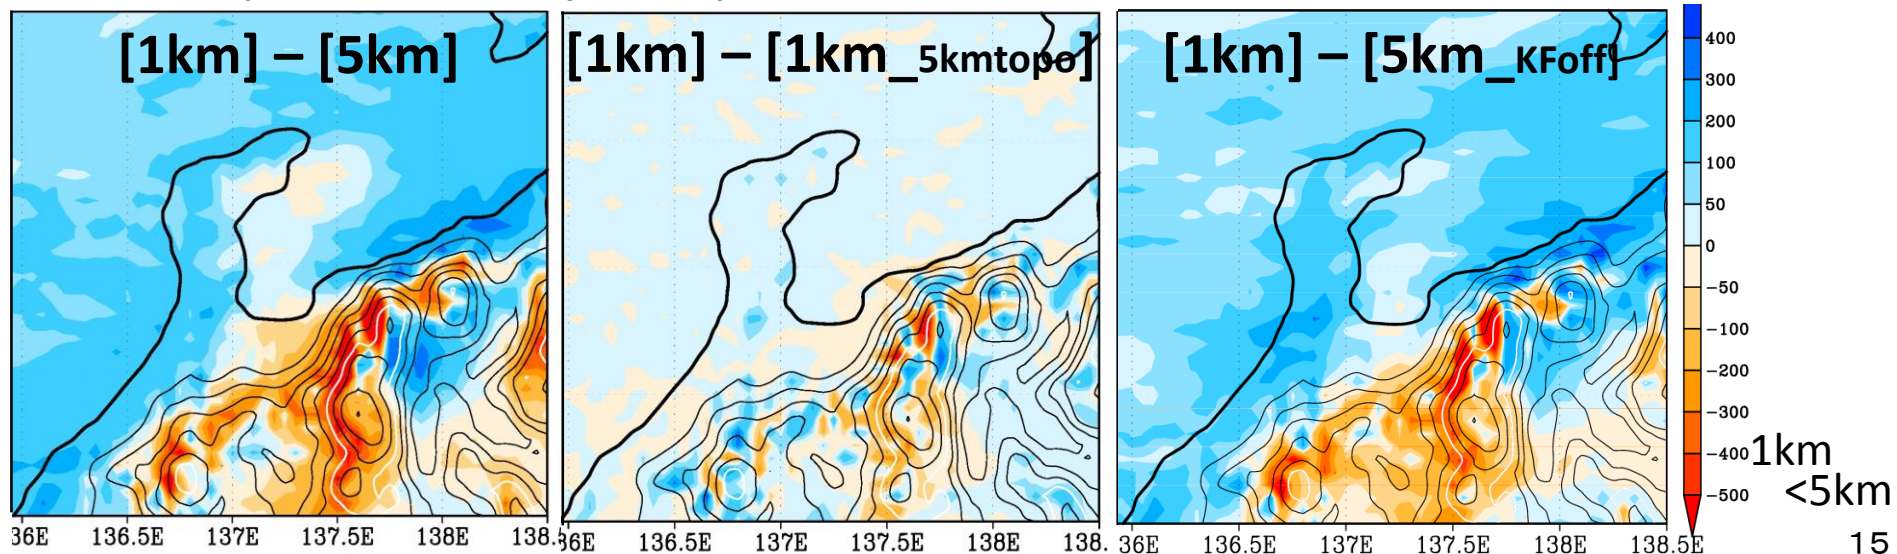 [1km] – [5km]
[1km] – [1km_5kmtopo]
[1km] – [5km_KFoff]
400
300
200
100
50
0
−50
−100
−200
−300
−400
−500
1km
<5km
36E 136.5E 137E 137.5E 138E 138.
36E 136.5E 137E 137.5E 138E 138.
36E 136.5E 137E 137.5E 138E 138.5E
15